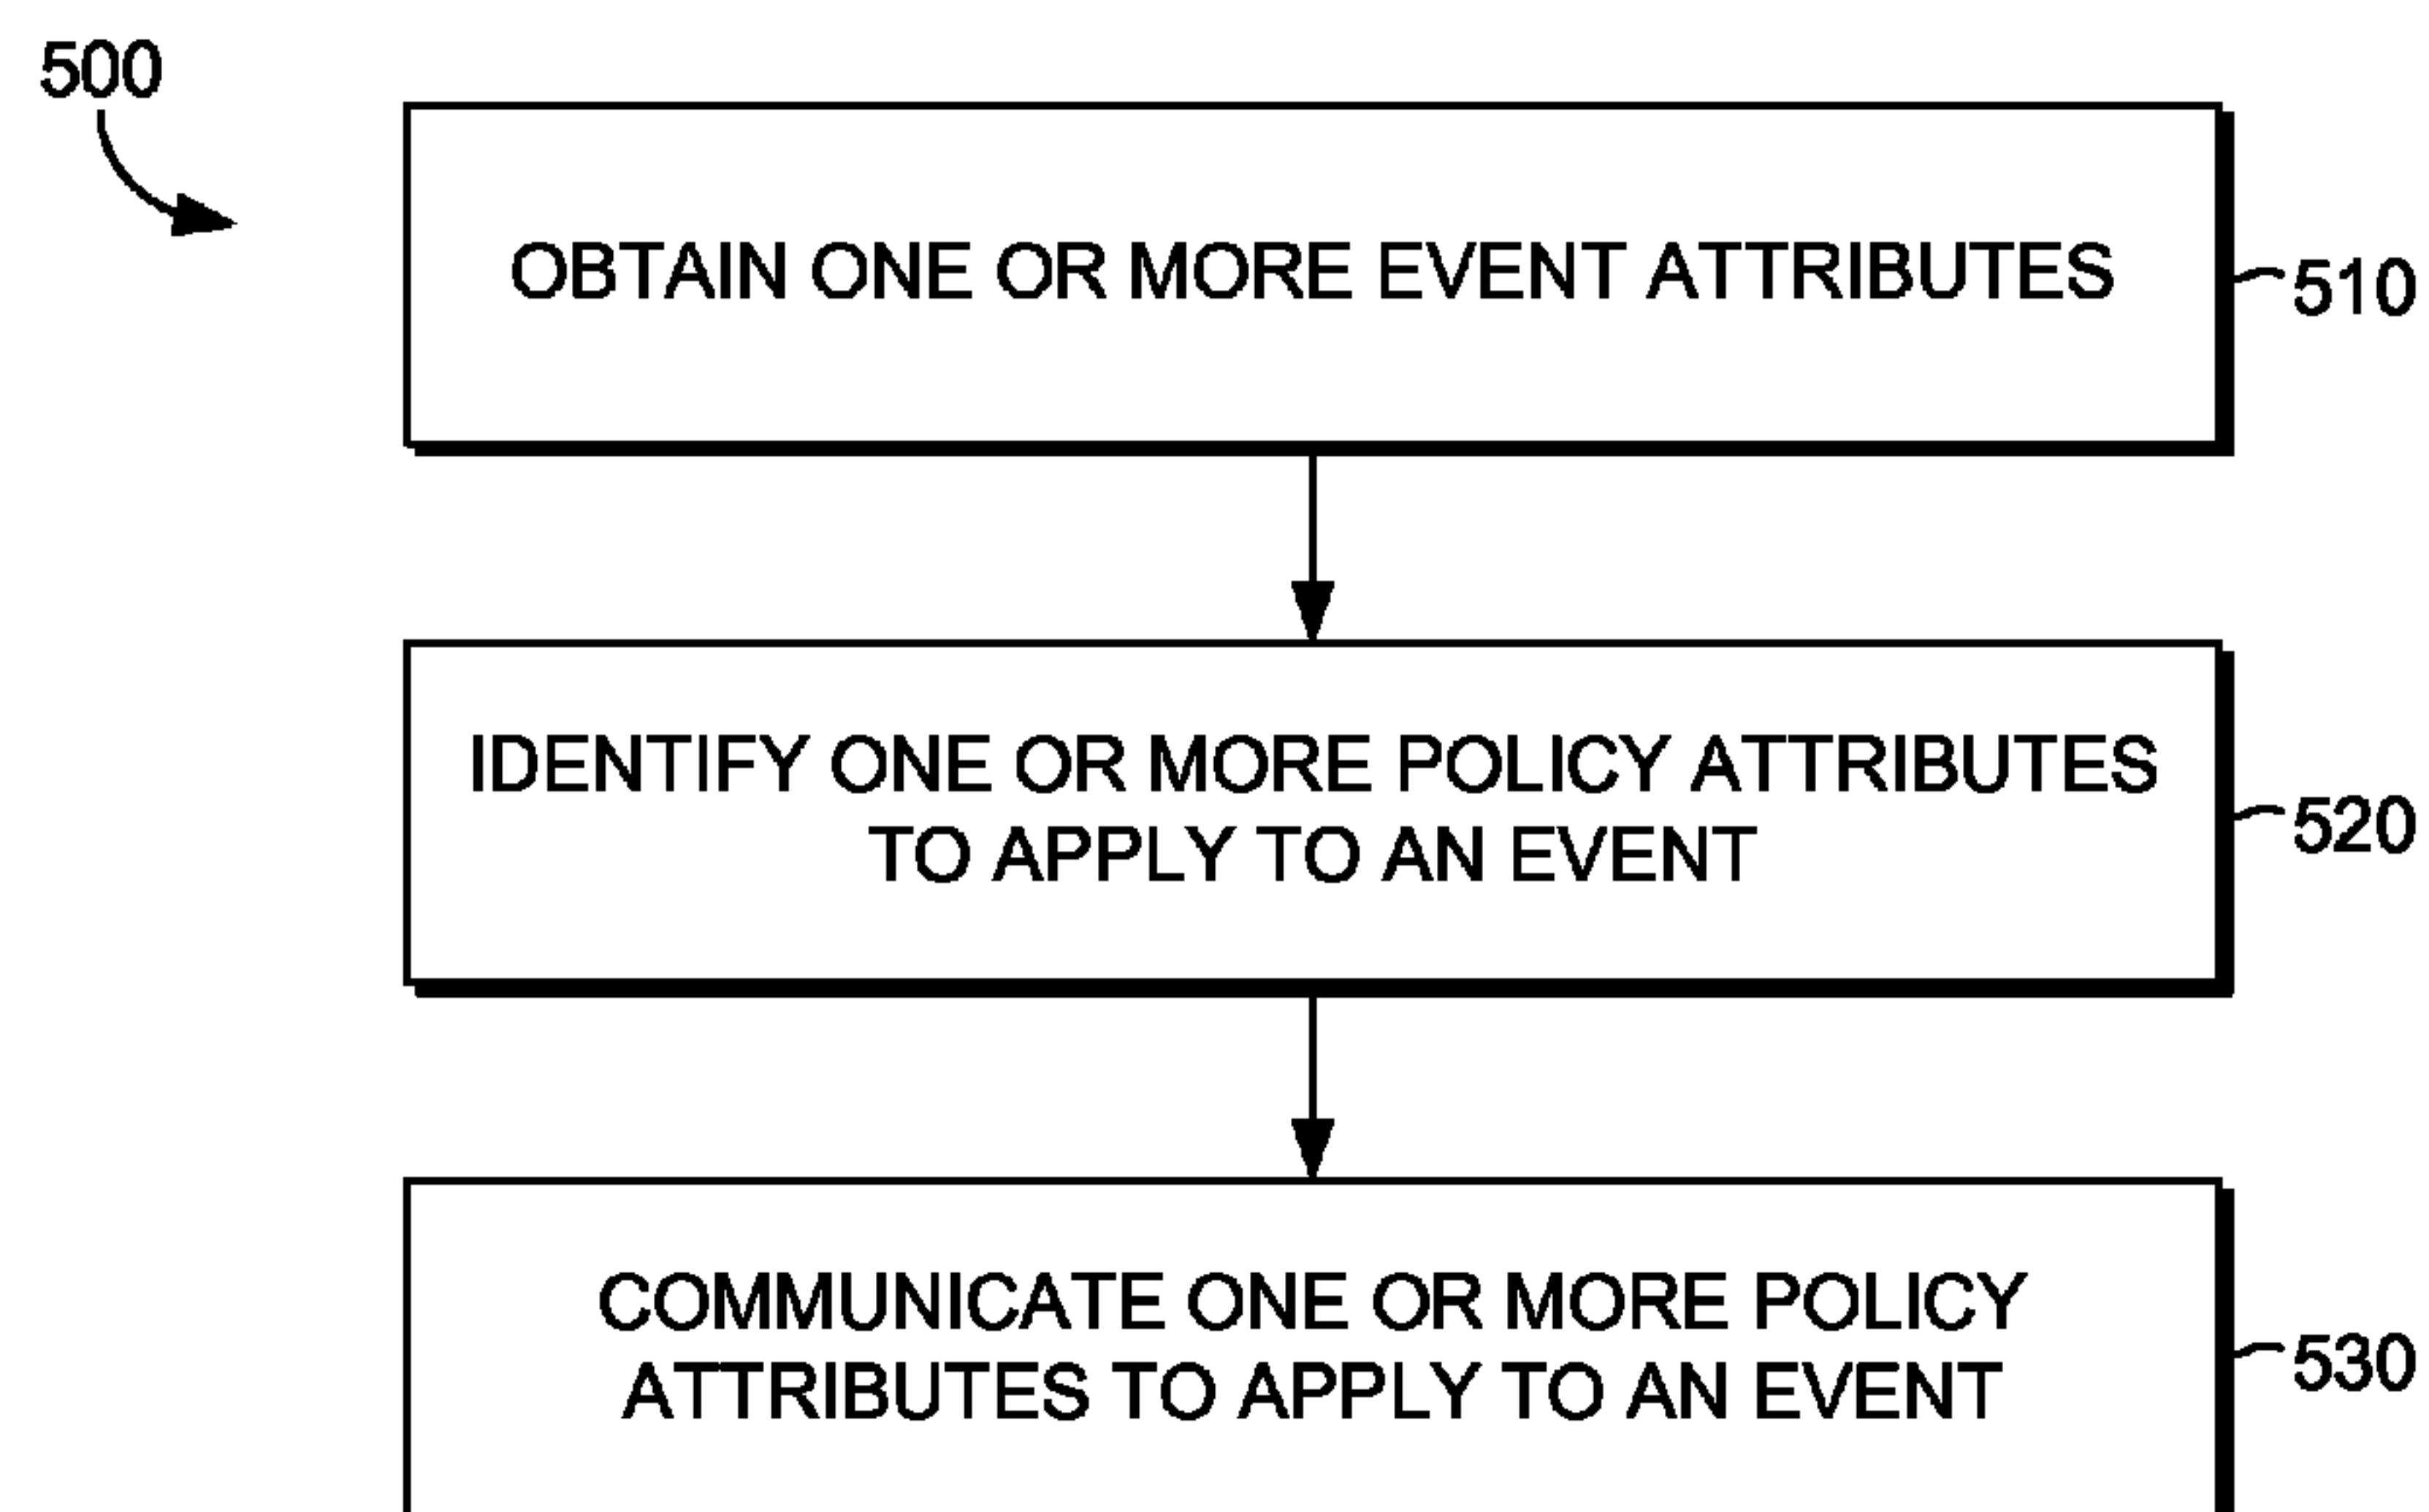 500
OBTAIN ONE OR MORE EVENT ATTRIBUTES
510
IDENTIFY ONE OR MORE POLICY ATTRIBUTES
TO APPLY TO AN EVENT
520
COMMUNICATE ONE OR MORE POLICY
ATTRIBUTES TO APPLY TO AN EVENT
530